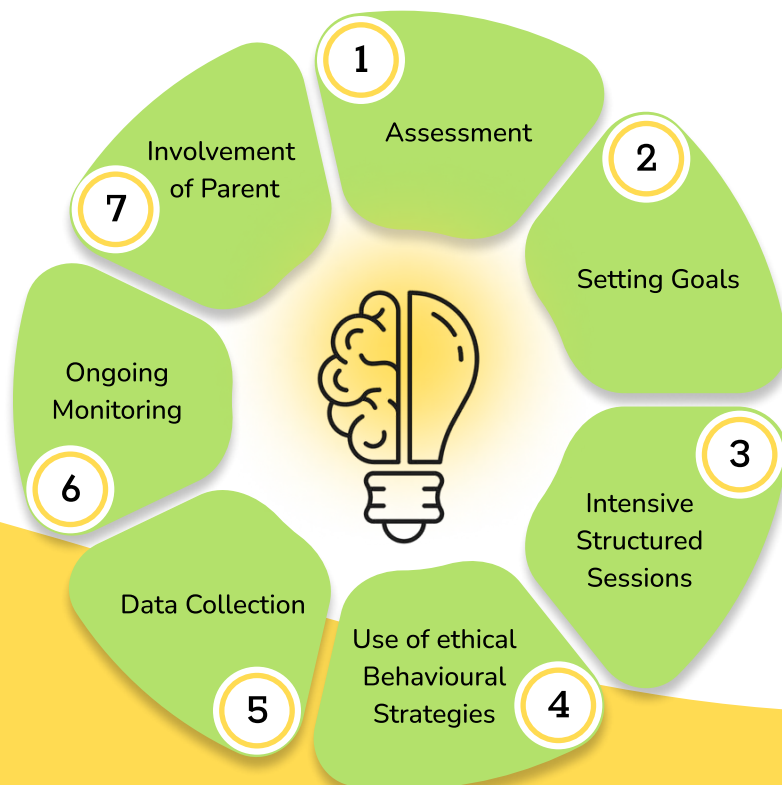 1
Assessment
2
Setting Goals
3
Intensive
Structured
Sessions
4
Use of ethical
Behavioural
Strategies
5
Data Collection
6
Ongoing
Monitoring
7
Involvement
of Parent